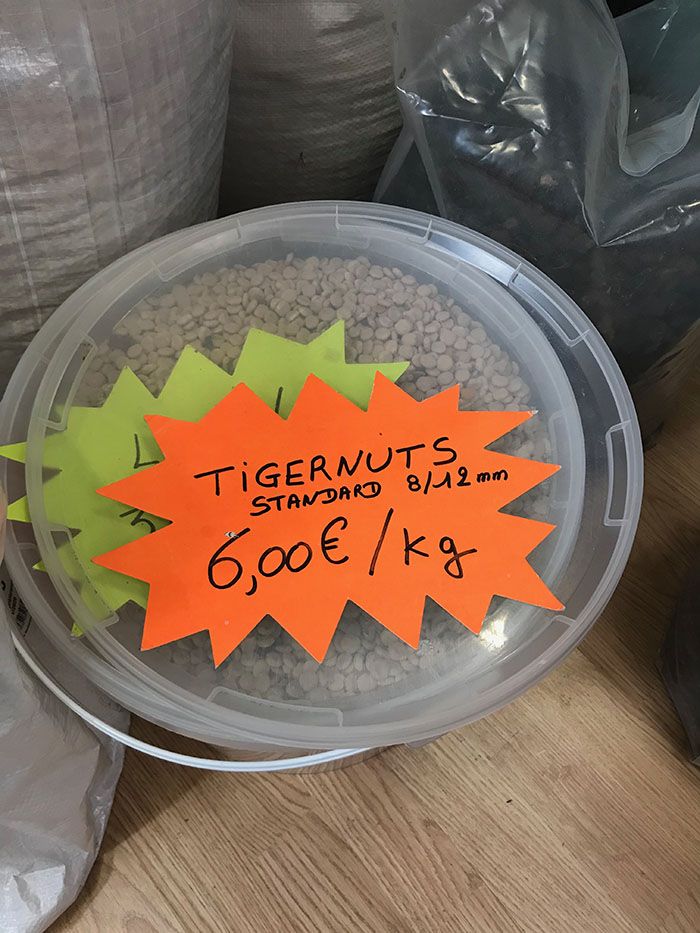 TiGERNUTS
STANDARD 8/12 mm
6,00€/kg